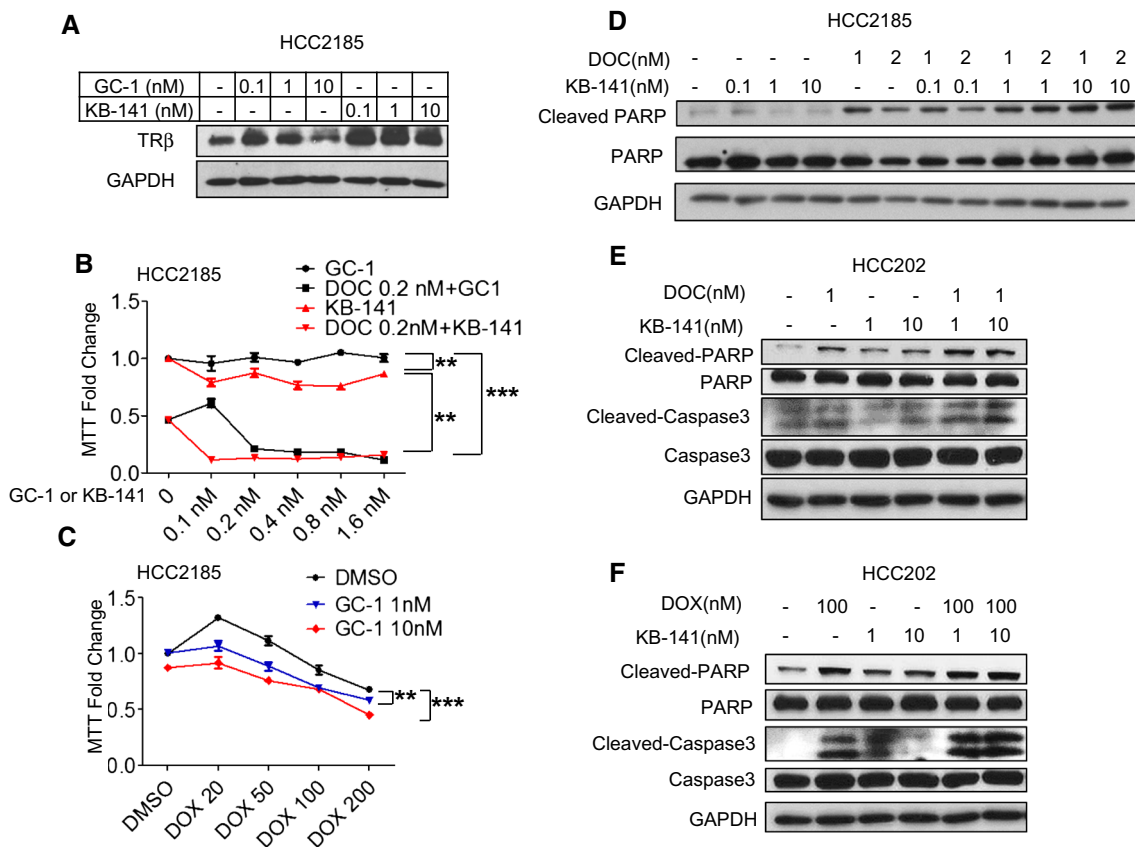 A
HCC2185
GC-1 (nM) - 0.1 1 10 - - -
KB-141 (nM) - - - - 0.1 1 10
TRβ
GAPDH
B
HCC2185
GC-1
DOC 0.2 nM+GC1
KB-141
DOC 0.2nM+KB-141
MTT Fold Change
1.5
1.0
0.5
0.0
**
**
***
GC-1 or KB-141 0 0.1 nM 0.2 nM 0.4 nM 0.8 nM 1.6 nM
C
HCC2185
DMSO
GC-1 1nM
GC-1 10nM
MTT Fold Change
1.5
1.0
0.5
0.0
** ***
DMSO DOX 20 DOX 50 DOX 100 DOX 200
D
HCC2185
DOC(nM) - - - - 1 2 1 2 1 2 1 2
KB-141(nM) - 0.1 1 10 - - 0.1 0.1 1 1 10 10
Cleaved PARP
PARP
GAPDH
E
HCC202
DOC(nM) - 1 - - 1 1
KB-141(nM) - - 1 10 1 10
Cleaved-PARP
PARP
Cleaved-Caspase3
Caspase3
GAPDH
F
HCC202
DOX(nM) - 100 - - 100 100
KB-141(nM) - - 1 10 1 10
Cleaved-PARP
PARP
Cleaved-Caspase3
Caspase3
GAPDH